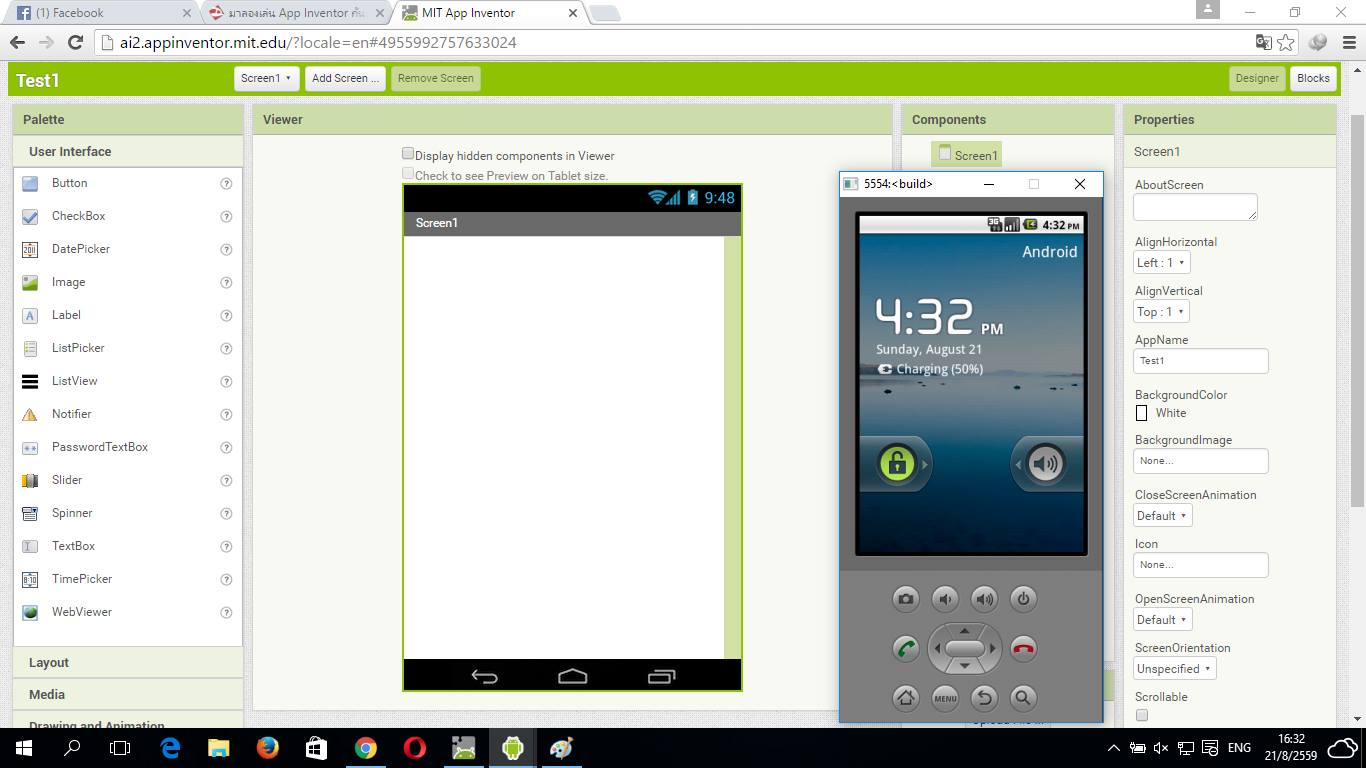 (1) Facebook
มาลองเล่น App Inventor กัน
MIT App Inventor
ai2.appinventor.mit.edu/?locale=en#4955992757633024
Test1
Screen1
Add Screen ...
Remove Screen
Designer
Blocks
Palette
User Interface
Button
CheckBox
DatePicker
Image
Label
ListPicker
ListView
Notifier
PasswordTextBox
Slider
Spinner
TextBox
TimePicker
WebViewer
Layout
Media
Drawing and Animation
Viewer
Display hidden components in Viewer
Check to see Preview on Tablet size.
9:48
Screen1
Components
Screen1
5554:<build>
3G
4:32 PM
Android
4:32 PM
Sunday, August 21
Charging (50%)
MENU
Properties
Screen1
AboutScreen
AlignHorizontal
Left : 1
AlignVertical
Top : 1
AppName
Test1
BackgroundColor
White
BackgroundImage
None...
CloseScreenAnimation
Default
Icon
None...
OpenScreenAnimation
Default
ScreenOrientation
Unspecified
Scrollable
ENG
16:32
21/8/2559